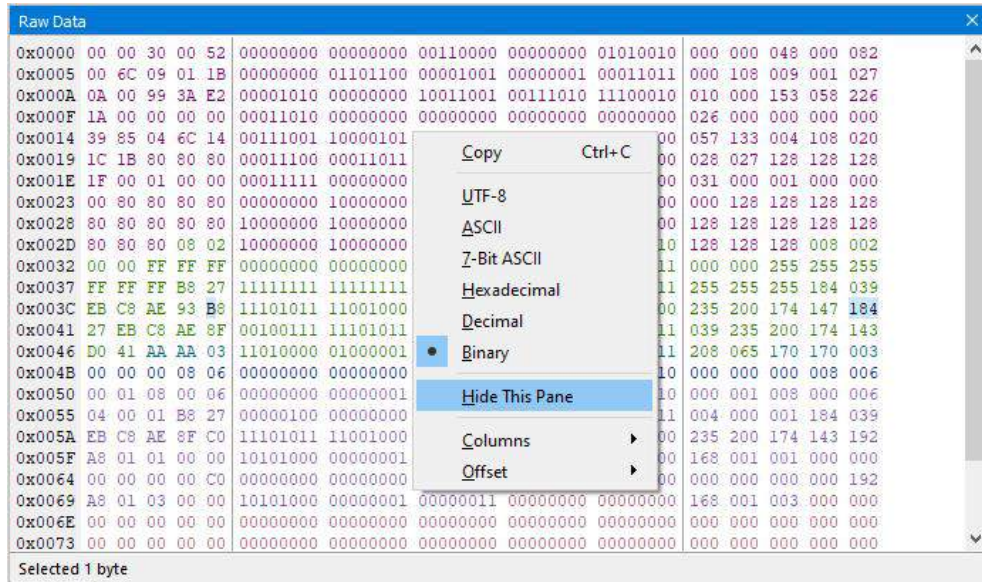 Raw Data
0x0000 00 00 30 00 52 00000000 00000000 00110000 00000000 01010010 000 000 048 000 082
0x0005 00 6C 09 01 1B 00000000 01101100 00001001 00000001 00011011 000 108 009 001 027
0x000A 0A 00 99 3A E2 00001010 00000000 10011001 00111010 11100010 010 000 153 058 226
0x000F 1A 00 00 00 00 00011010 00000000 00000000 00000000 00000000 026 000 000 000 000
0x0014 39 85 04 6C 14 00111001 10000101 00 057 133 004 108 020
Copy Ctrl+C
0x0019 1C 1B 80 80 80 00011100 00011011 00 028 027 128 128 128
0x001E 1F 00 01 00 00 00011111 00000000 00 031 000 001 000 000
UTF-8
0x0023 00 80 80 80 80 00000000 10000000 00 000 128 128 128 128
0x0028 80 80 80 80 80 10000000 10000000 00 128 128 128 128 128
ASCII
0x002D 80 80 80 08 02 10000000 10000000 10 128 128 128 008 002
0x0032 00 00 FF FF FF 00000000 00000000 11 000 000 255 255 255
7-Bit ASCII
0x0037 FF FF FF B8 27 11111111 11111111 11 255 255 255 184 039
Hexadecimal
0x003C EB C8 AE 93 B8 11101011 11001000 00 235 200 174 147 184
0x0041 27 EB C8 AE 8F 00100111 11101011 11 039 235 200 174 143
Decimal
0x0046 D0 41 AA AA 03 11010000 01000001 11 208 065 170 170 003
Binary
0x004B 00 00 00 08 06 00000000 00000000 10 000 000 000 008 006
0x0050 00 01 08 00 06 00000000 00000001 10 000 001 008 000 006
Hide This Pane
0x0055 04 00 01 B8 27 00000100 00000000 11 004 000 001 184 039
0x005A EB C8 AE 8F C0 11101011 11001000 00 235 200 174 143 192
Columns
0x005F A8 01 01 00 00 10101000 00000001 00 168 001 001 000 000
0x0064 00 00 00 00 C0 00000000 00000000 00 000 000 000 000 192
Offset
0x0069 A8 01 03 00 00 10101000 00000001 00000011 00000000 00000000 168 001 003 000 000
0x006E 00 00 00 00 00 00000000 00000000 00000000 00000000 00000000 000 000 000 000 000
0x0073 00 00 00 00 00 00000000 00000000 00000000 00000000 00000000 000 000 000 000 000
Selected 1 byte